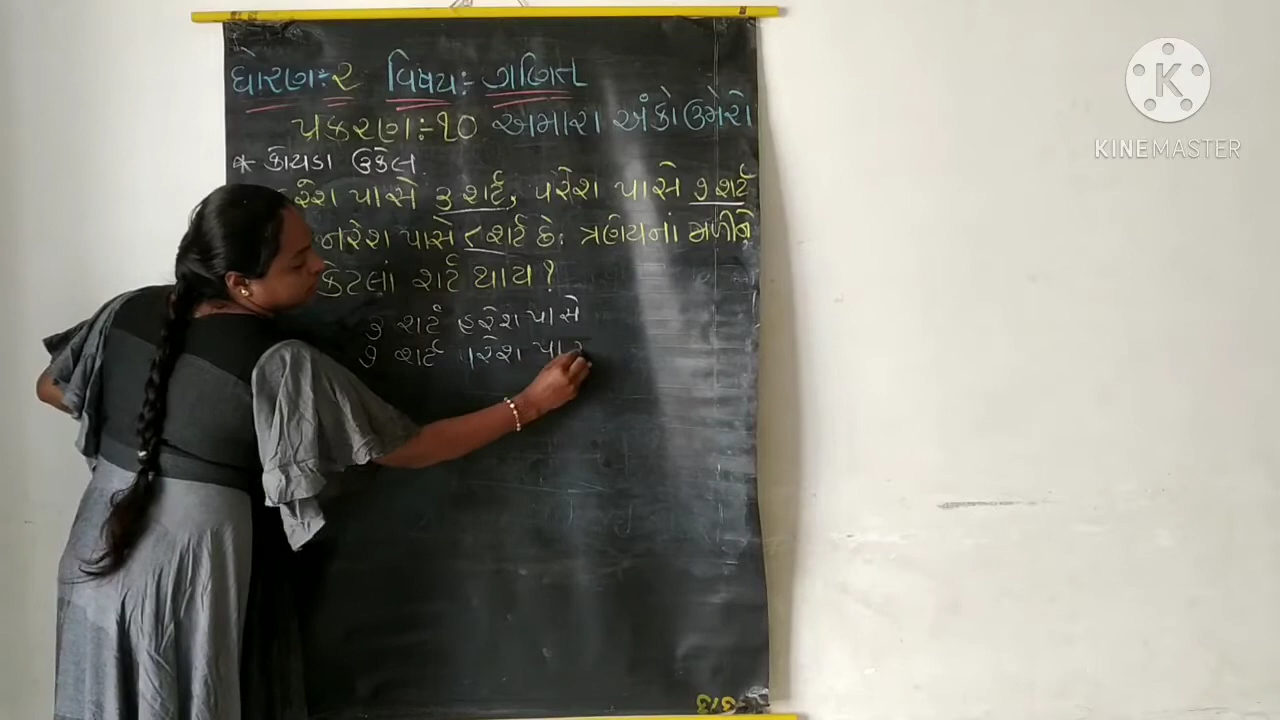 ધોરણઃ-૨ વિષયઃ- ગણિત
પ્રકરણઃ-૧૦ અમારા અંકો ઉમેરો
* કોયડા ઉકેલ.
રેશ પાસે ૩ શર્ટ, પરેશ પાસે ૭ શર્ટ
નરેશ પાસે ૮ શર્ટ છે. ત્રણેયનાં મળીને
કેટલાં શર્ટ થાય?
૩ શર્ટ હરેશ પાસે
૭ શર્ટ પરેશ પા
KINEMASTER